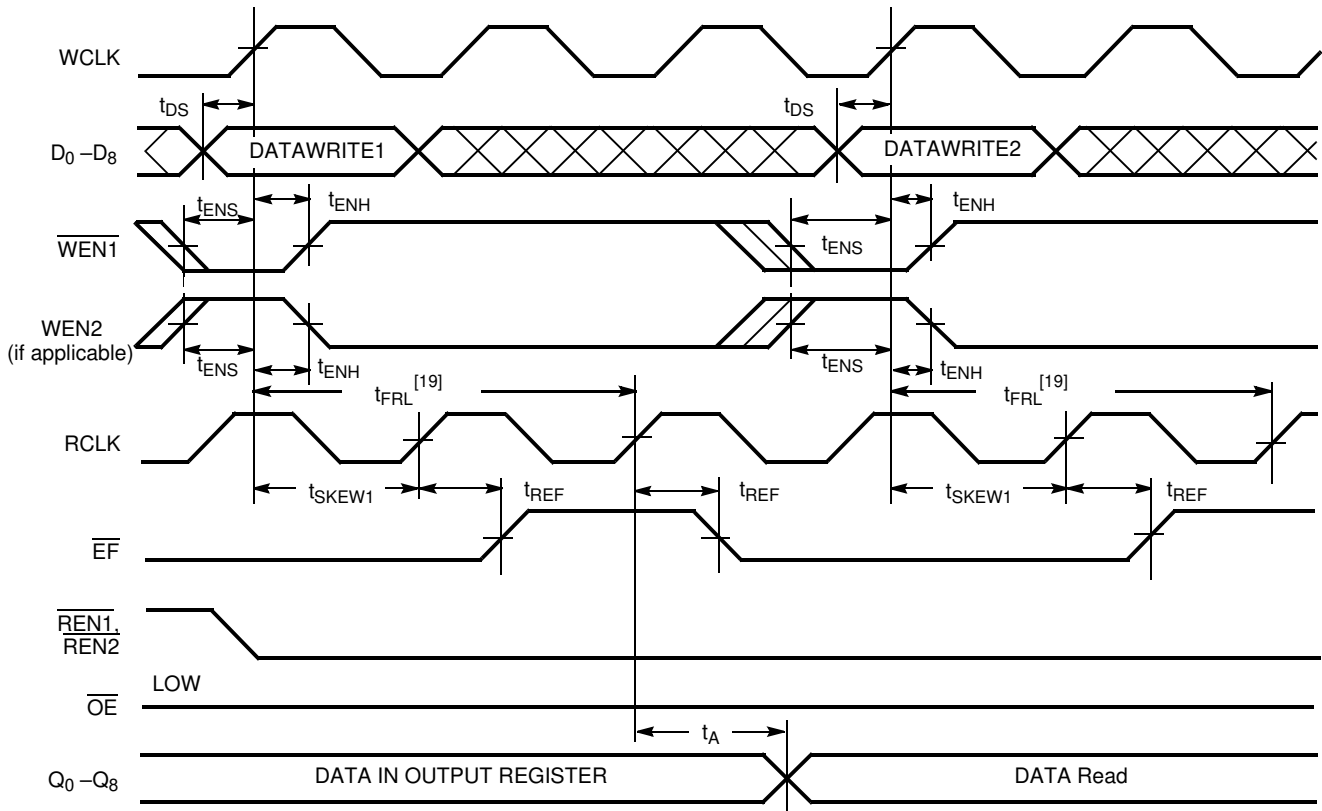 WCLK
tDS
tDS
D0 –D8
DATAWRITE1
DATAWRITE2
tENS
tENH
tENH
WEN1
tENS
WEN2
(if applicable)
tENS
tENH
tENS
tENH
tFRL[19]
tFRL[19]
RCLK
tSKEW1
tREF
tREF
tSKEW1
tREF
EF
REN1,
REN2
LOW
OE
tA
Q0 –Q8
DATA IN OUTPUT REGISTER
DATA Read